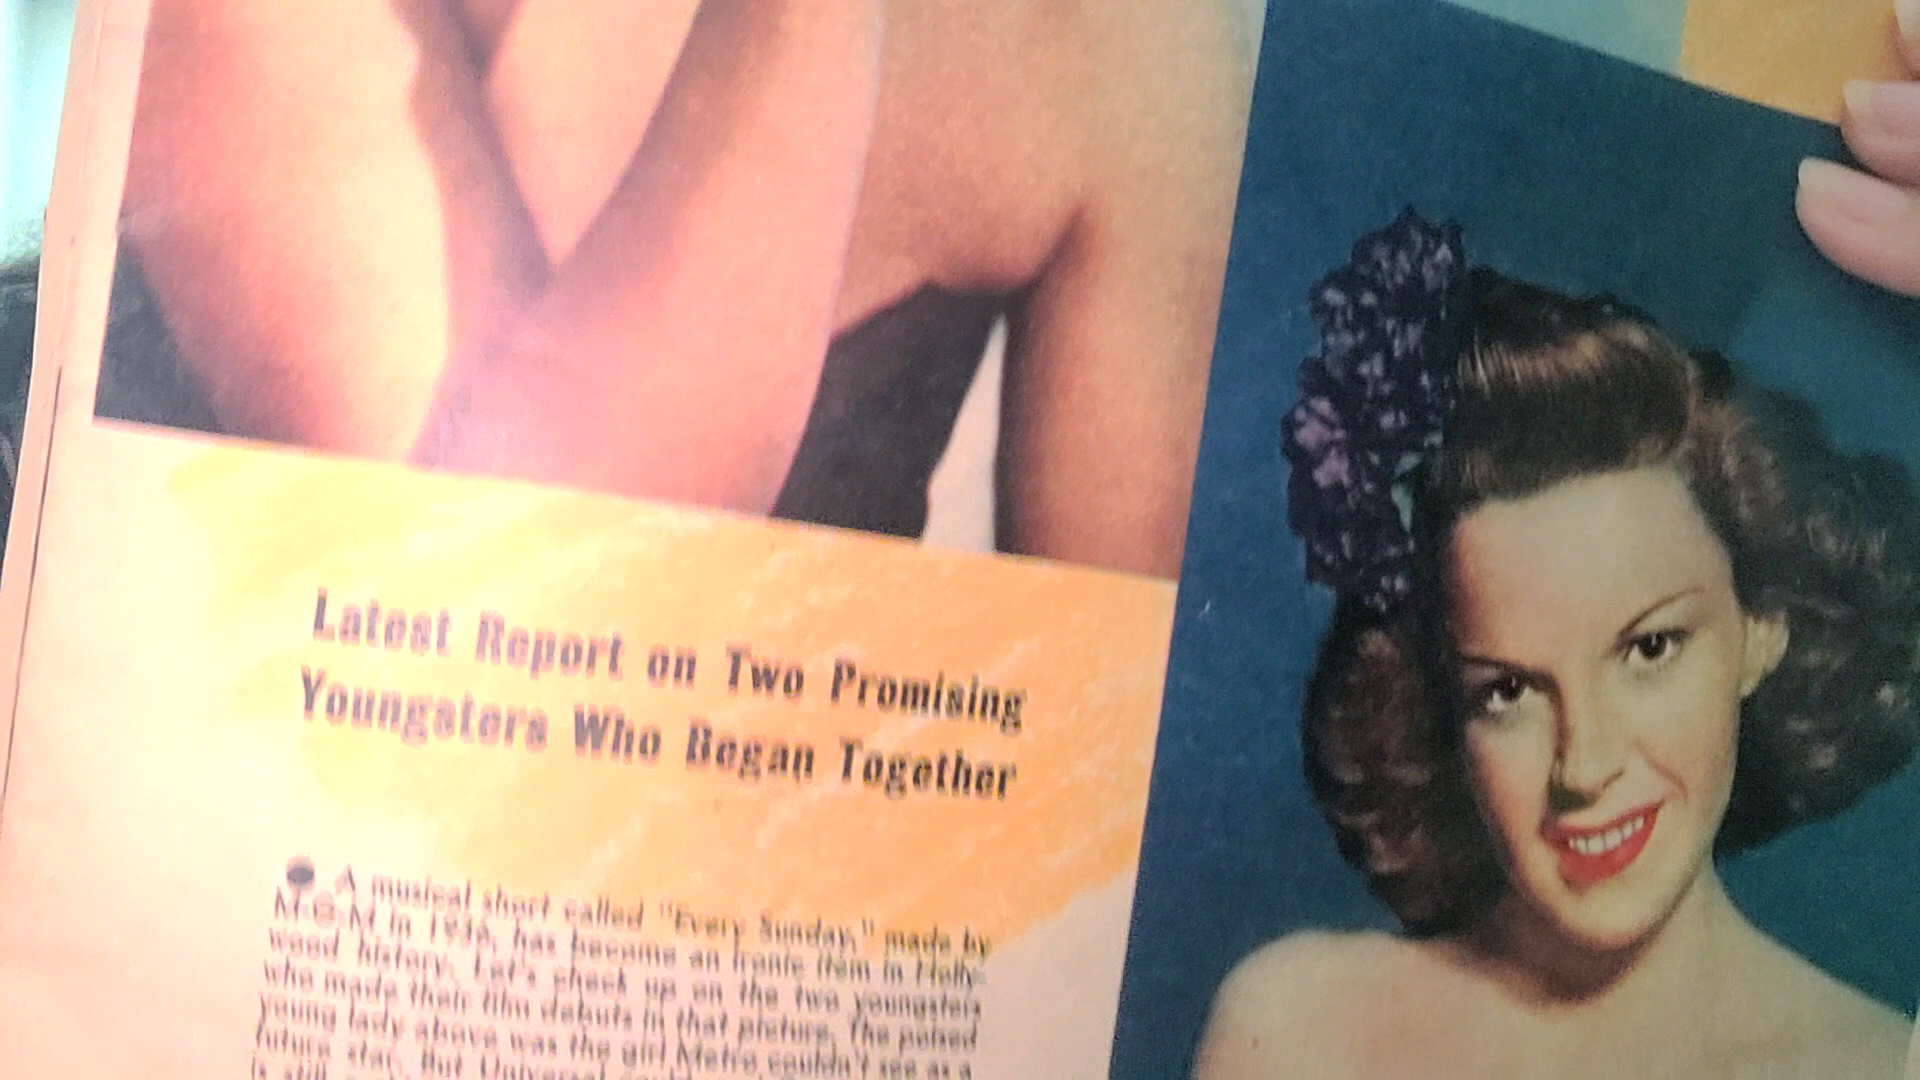 Latest Report on Two Promising
Youngsters Who Began Together
A musical short called "Every Sunday," made by
M-G-M in 1936, has become an ironic item in Holly-
wood history. Let's check up on the two youngsters
who made their film debuts in that picture. The poised
young lady above was the girl Metro couldn't see as a
future star. But Universal
is still